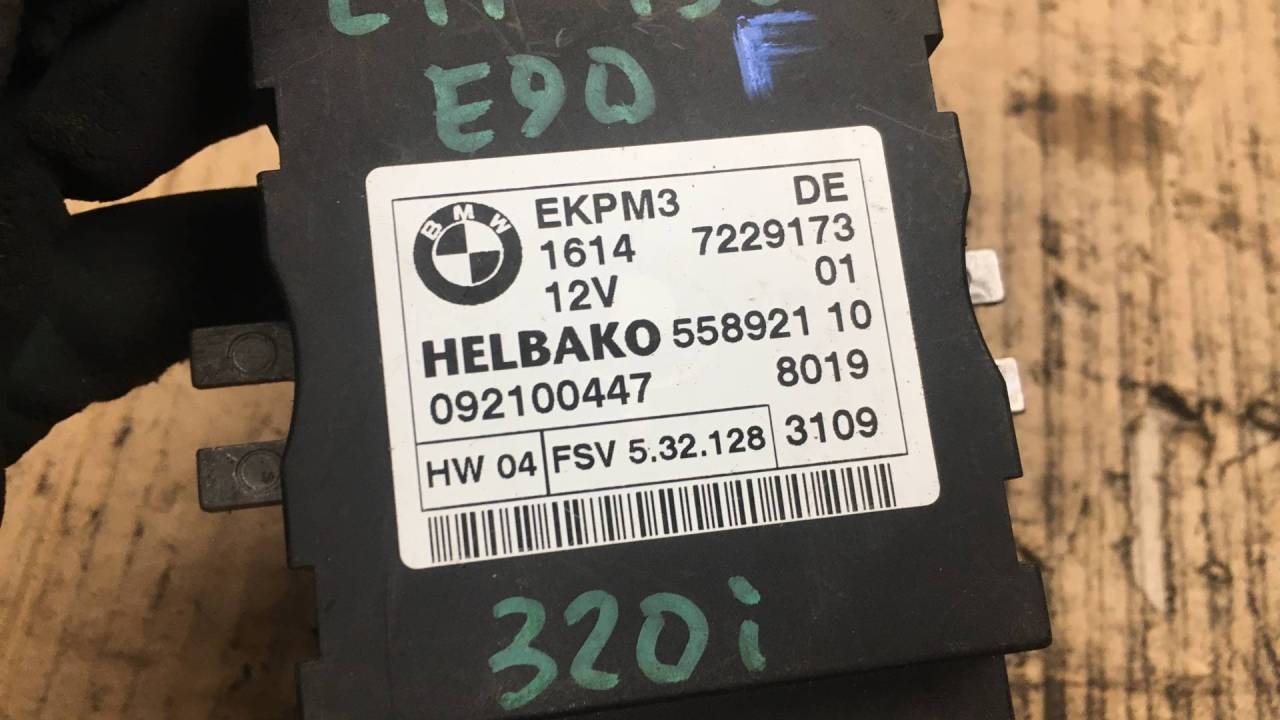 E90 F
BMW
EKPM3 DE
1614 7229173
12V 01
HELBAKO 558921 10
092100447 8019
HW 04 FSV 5.32.128 3109
320i